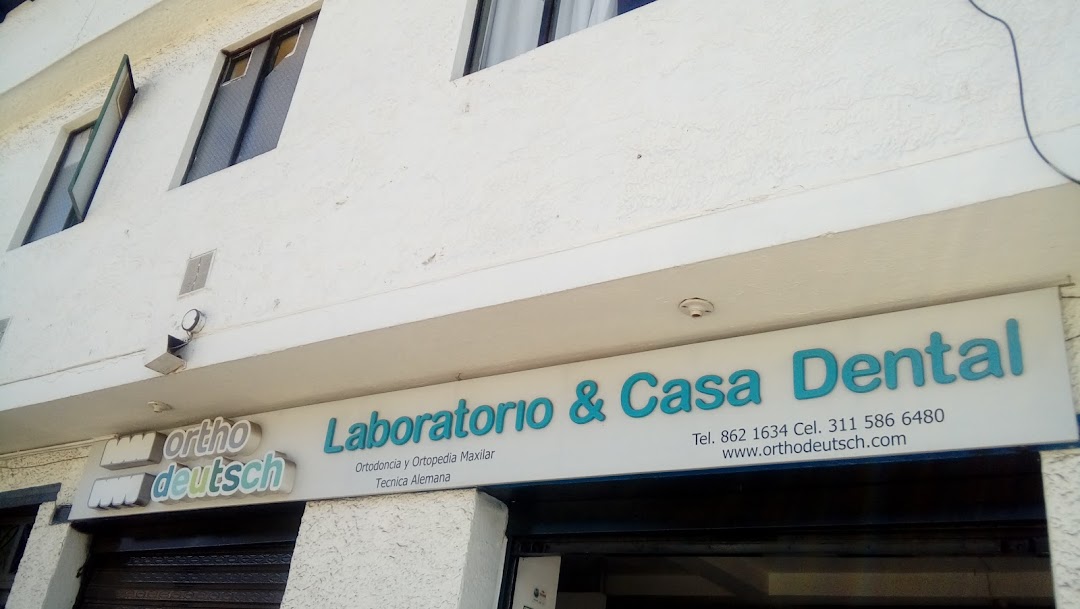 ortho
deutsch
Laboratorio & Casa Dental
Ortodoncia y Ortopedia Maxilar
Tecnica Alemana
Tel. 862 1634 Cel. 311 586 6480
www.orthodeutsch.com